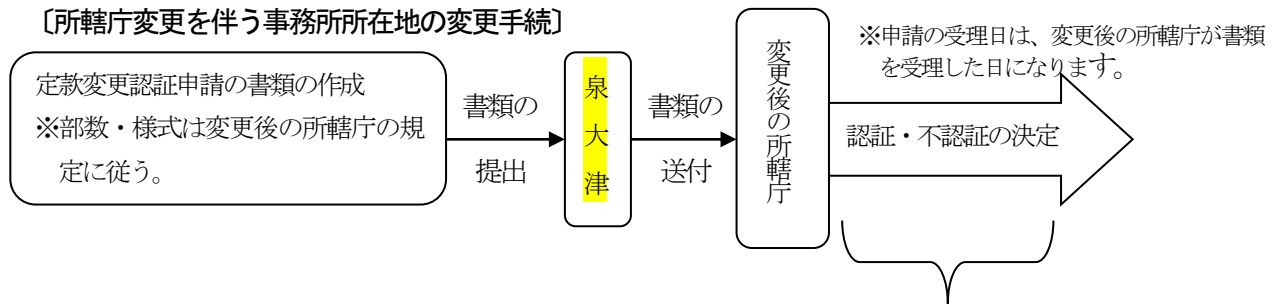 〔所轄庁変更を伴う事務所所在地の変更手続〕
定款変更認証申請の書類の作成
※部数・様式は変更後の所轄庁の規
定に従う。
書類の
提出
泉大津
書類の
送付
変更後の所轄庁
※申請の受理日は、変更後の所轄庁が書類
を受理した日になります。
認証・不認証の決定